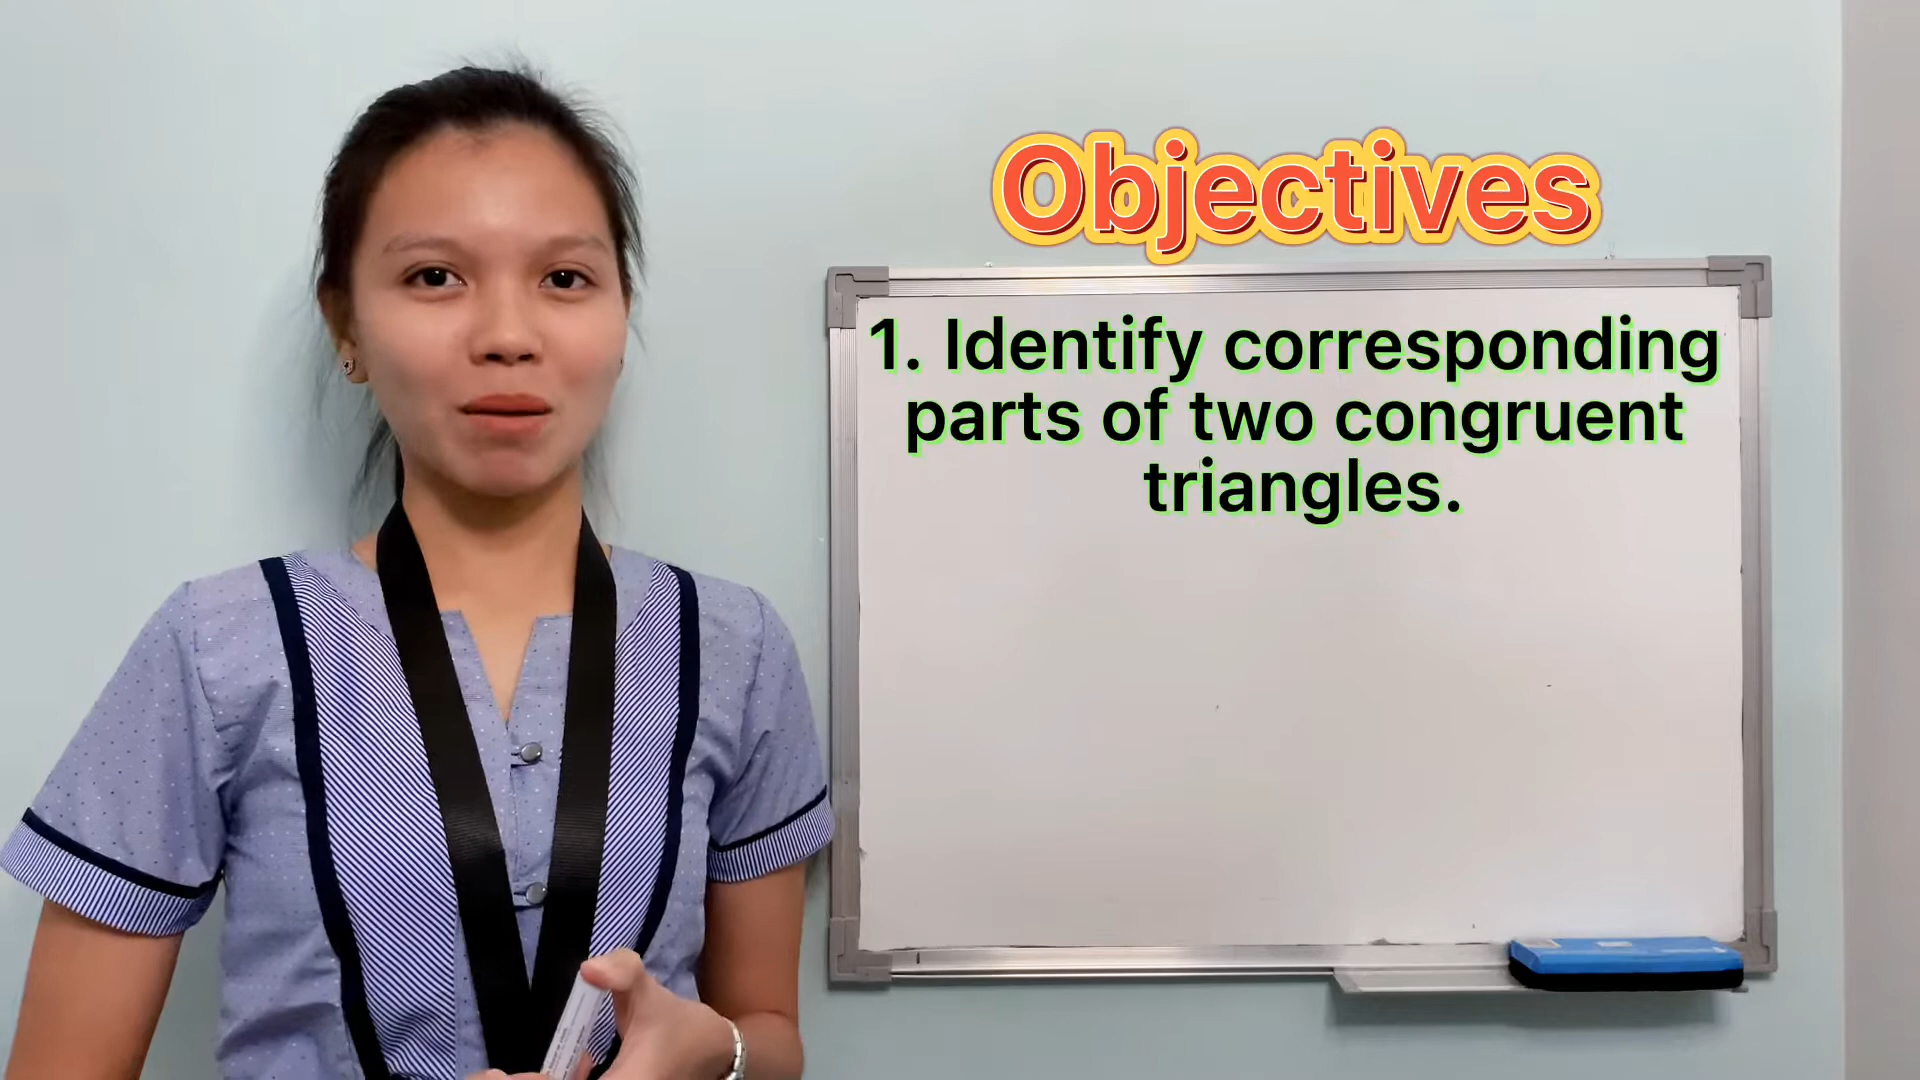 Objectives
1. Identify corresponding
parts of two congruent
triangles.